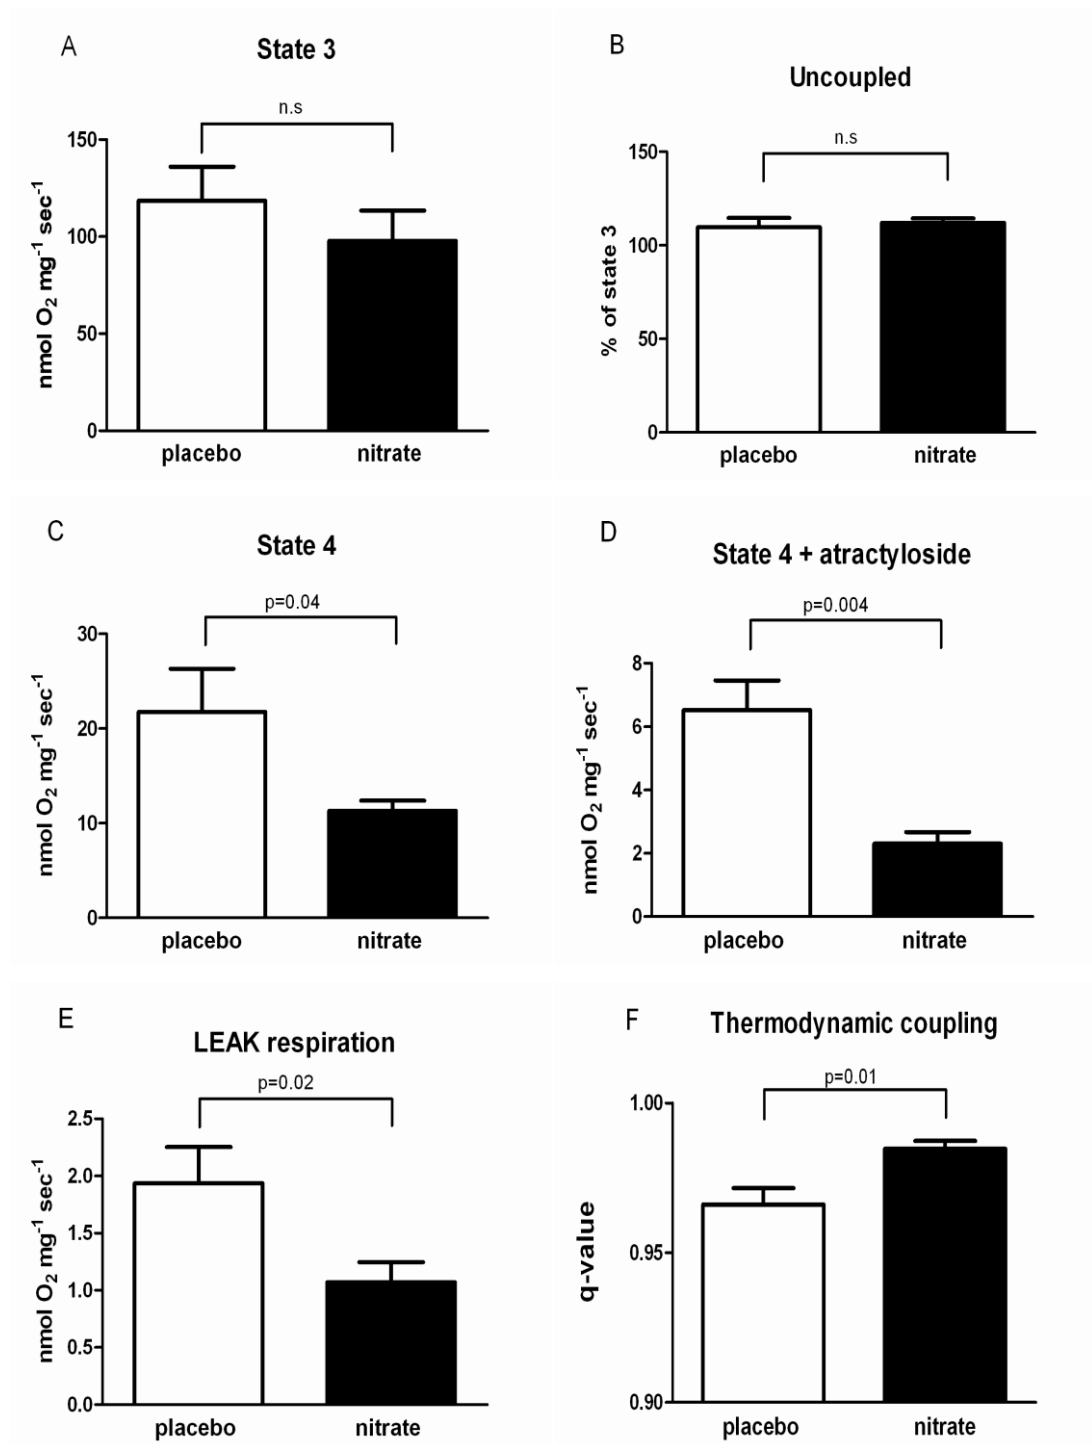 A
State 3
n.s
150
100
50
0
nmol O₂ mg⁻¹ sec⁻¹
placebo
nitrate
B
Uncoupled
n.s
150
100
50
0
% of state 3
placebo
nitrate
C
State 4
p=0.04
30
20
10
0
nmol O₂ mg⁻¹ sec⁻¹
placebo
nitrate
D
State 4 + atractyloside
p=0.004
8
6
4
2
0
nmol O₂ mg⁻¹ sec⁻¹
placebo
nitrate
E
LEAK respiration
p=0.02
2.5
2.0
1.5
1.0
0.5
0.0
nmol O₂ mg⁻¹ sec⁻¹
placebo
nitrate
F
Thermodynamic coupling
p=0.01
1.00
0.95
0.90
q-value
placebo
nitrate